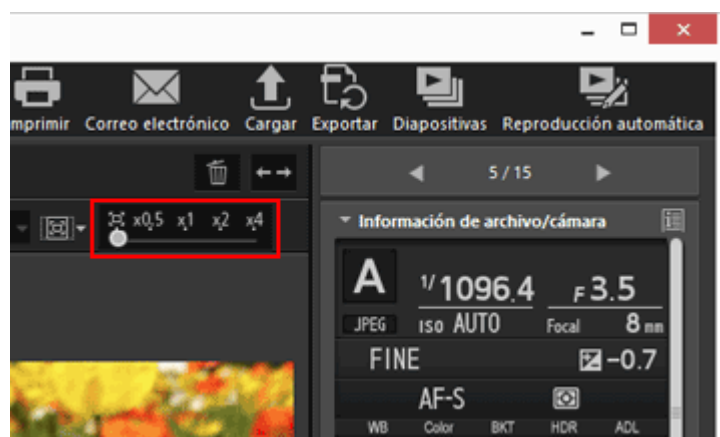 mprimir Correo electrónico Cargar Exportar Diapositivas Reproducción automática
5/15
x0,5 x1 x2 x4
Información de archivo/cámara
A 1/1096.4 F3.5
JPEG ISO AUTO Focal 8mm
FINE -0.7
AF-S
WB Color BKT HDR ADL